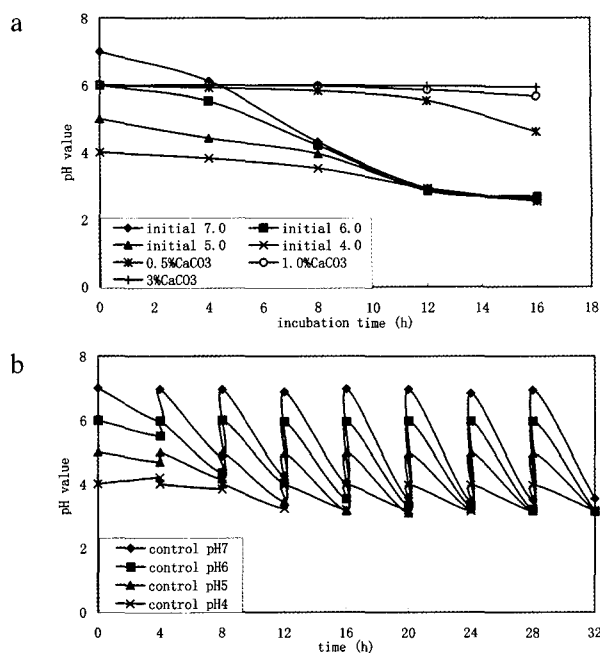 a
8
6
4
2
0
pH value
initial 7.0 initial 6.0
initial 5.0 initial 4.0
0.5%CaCO3 1.0%CaCO3
3%CaCO3
0 2 4 6 8 10 12 14 16 18
incubation time (h)
b
8
6
4
2
0
pH value
control pH7
control pH6
control pH5
control pH4
0 4 8 12 16 20 24 28 32
time (h)